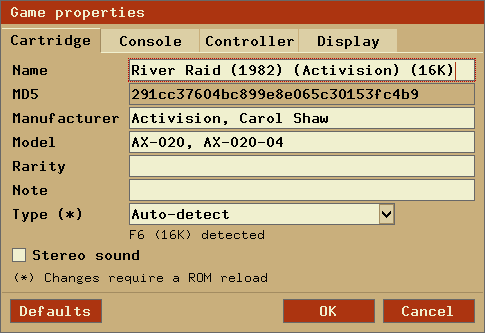 Game properties
Cartridge Console Controller Display
Name River Raid (1982) (Activision) (16K)
MD5 291cc37604bc899e8e065c30153fc4b9
Manufacturer Activision, Carol Shaw
Model AX-020, AX-020-04
Rarity
Note
Type (*) Auto-detect
F6 (16K) detected
Stereo sound
(*) Changes require a ROM reload
Defaults OK Cancel